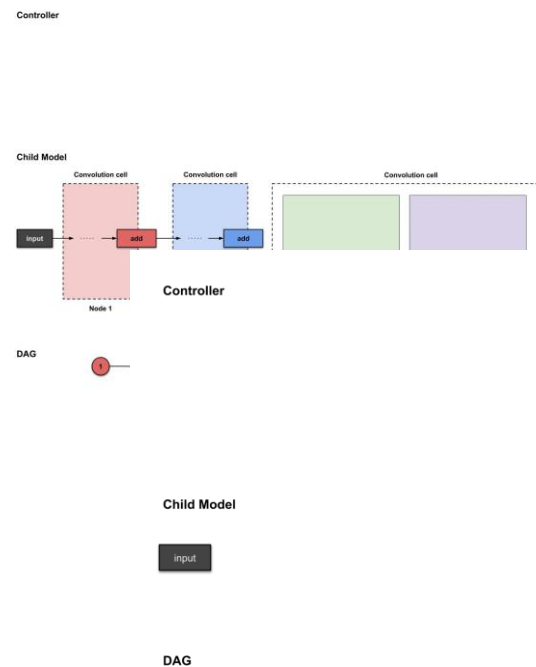 Controller
Child Model
Convolution cell Convolution cell Convolution cell
input ..... add ..... add
Node 1
Controller
DAG
1
Child Model
input
DAG